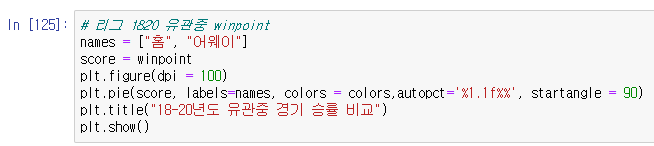 In [125]: # 리그 1820 유관중 winpoint
names = ["홈", "어웨이"]
score = winpoint
plt.figure(dpi = 100)
plt.pie(score, labels=names, colors = colors,autopct='%1.1f%%', startangle = 90)
plt.title("18-20년도 유관중 경기 승률 비교")
plt.show()